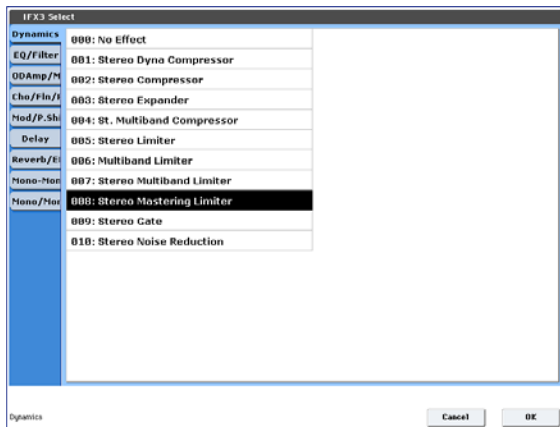 IFX3 Select
Dynamics
EQ/Filter
ODAmp/M
Cho/Fln/
Mod/P.Shi
Delay
Reverb/E
Mono-Mon
Mono/Mon
000: No Effect
001: Stereo Dyna Compressor
002: Stereo Compressor
003: Stereo Expander
004: St. Multiband Compressor
005: Stereo Limiter
006: Multiband Limiter
007: Stereo Multiband Limiter
008: Stereo Mastering Limiter
009: Stereo Gate
010: Stereo Noise Reduction
Dynamics
Cancel
OK